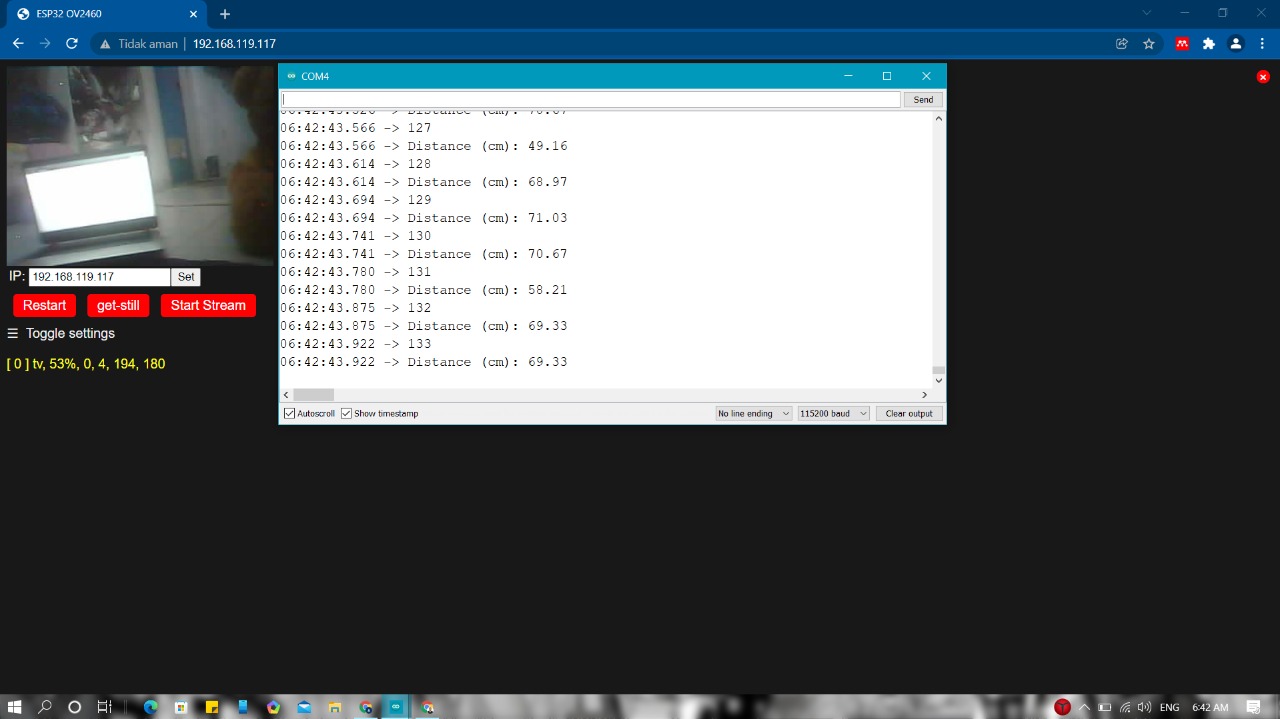 ESP32 OV2460
Tidak aman
192.168.119.117
COM4
Send
Distance (cm):
06:42:43.566 -> 127
06:42:43.566 -> Distance (cm): 49.16
06:42:43.614 -> 128
06:42:43.614 -> Distance (cm): 68.97
06:42:43.694 -> 129
06:42:43.694 -> Distance (cm): 71.03
06:42:43.741 -> 130
06:42:43.741 -> Distance (cm): 70.67
06:42:43.780 -> 131
06:42:43.780 -> Distance (cm): 58.21
06:42:43.875 -> 132
06:42:43.875 -> Distance (cm): 69.33
06:42:43.922 -> 133
06:42:43.922 -> Distance (cm): 69.33
Autoscroll
Show timestamp
No line ending
115200 baud
Clear output
IP: 192.168.119.117 Set
Restart
get-still
Start Stream
☰ Toggle settings
[ 0 ] tv, 53%, 0, 4, 194, 180
ENG
6:42 AM